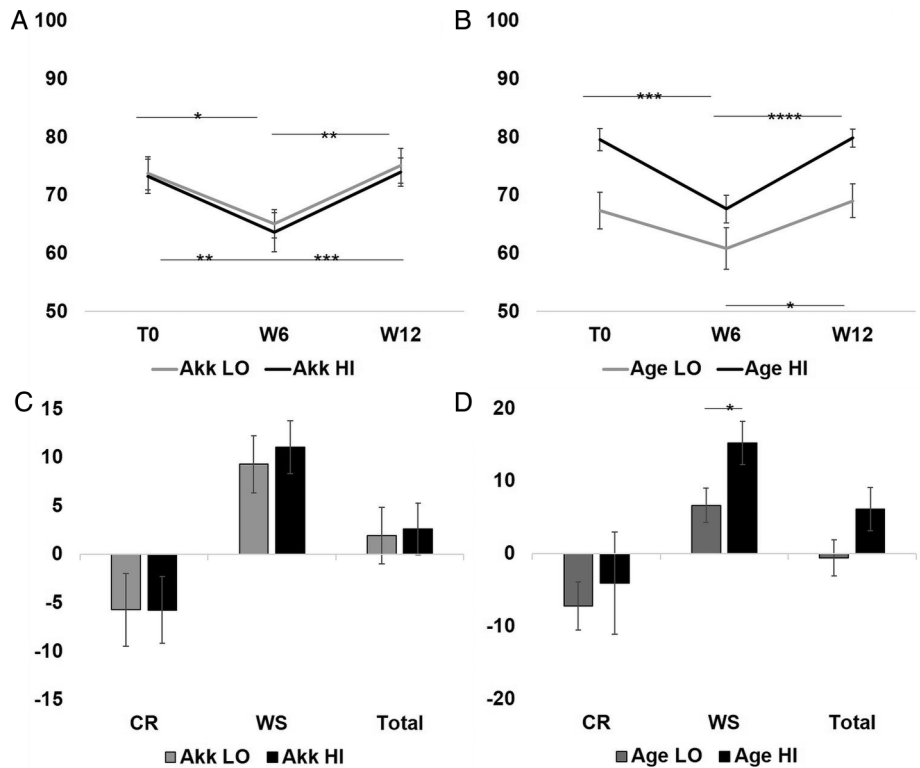 A
100
90
80
70
60
50
*
**
**
***
T0 W6 W12
Akk LO Akk HI
B
100
90
80
70
60
50
***
****
*
T0 W6 W12
Age LO Age HI
C
15
10
5
0
-5
-10
-15
CR WS Total
Akk LO Akk HI
D
20
10
0
-10
-20
*
CR WS Total
Age LO Age HI